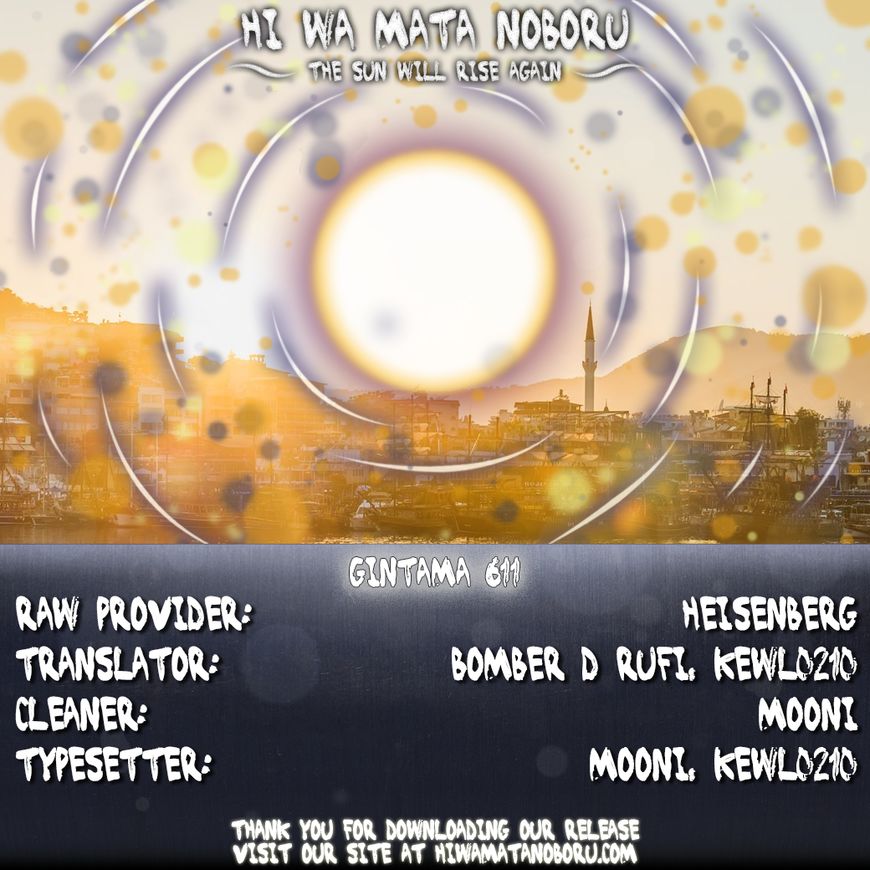 HI WA MATA NOBORU
THE SUN WILL RISE AGAIN
GINTAMA 611
RAW PROVIDER: HEISENBERG
TRANSLATOR: BOMBER D RUFI, KEWL0210
CLEANER: MOONI
TYPESETTER: MOONI, KEWL0210
THANK YOU FOR DOWNLOADING OUR RELEASE
VISIT OUR SITE AT HIWAMATANOBORU.COM